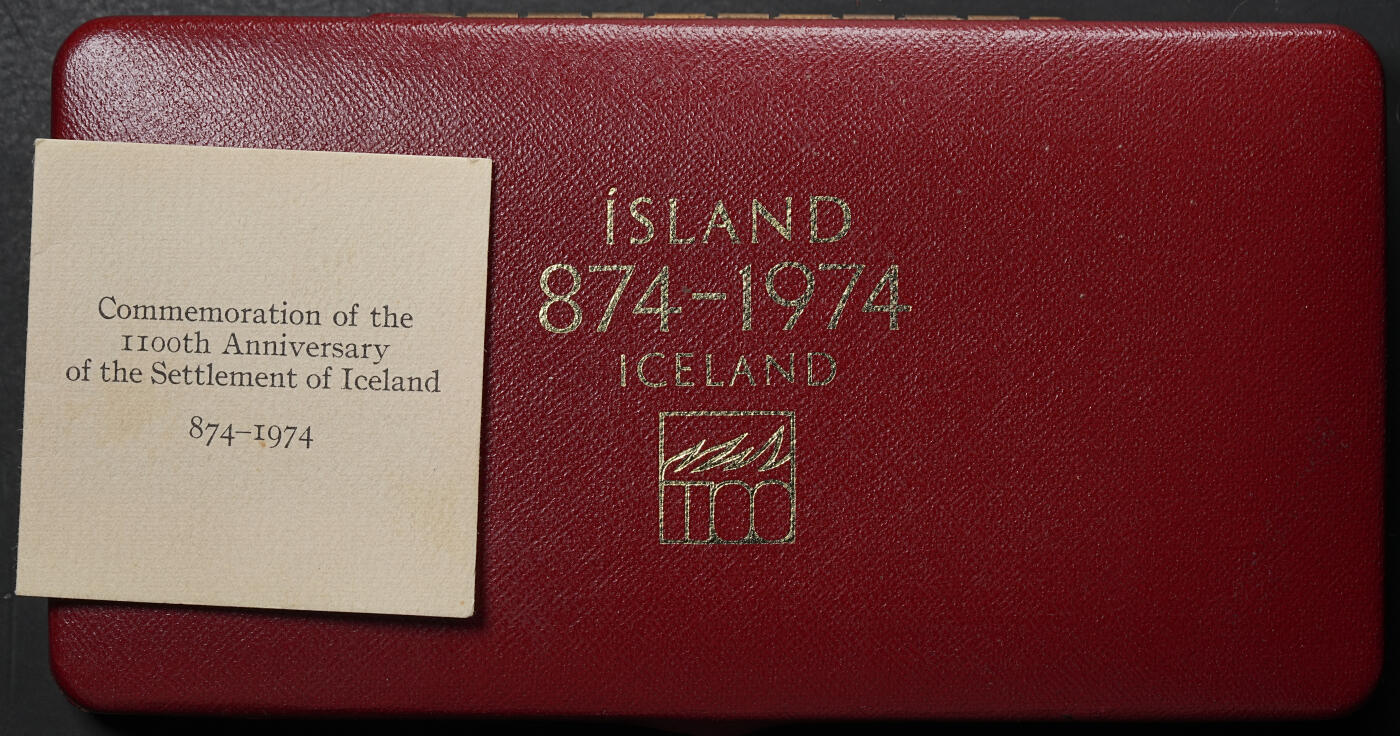 Commemoration of the
1100th Anniversary
of the Settlement of Iceland
874–1974
ÍSLAND
874–1974
ICELAND
1100